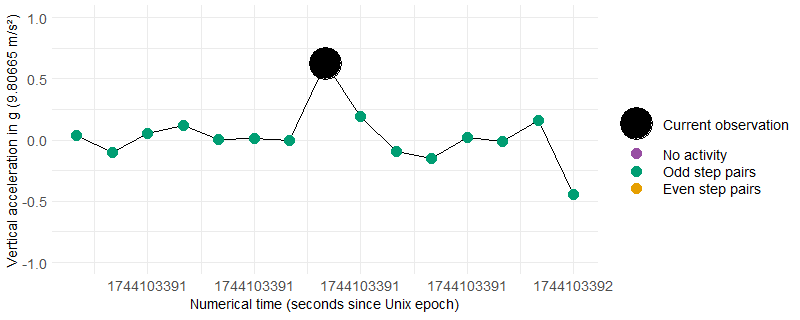 Vertical acceleration in g (9.80665 m/s²)
1.0
0.5
0.0
-0.5
-1.0
1744103391 1744103391 1744103391 1744103391 1744103392
Numerical time (seconds since Unix epoch)
Current observation
No activity
Odd step pairs
Even step pairs